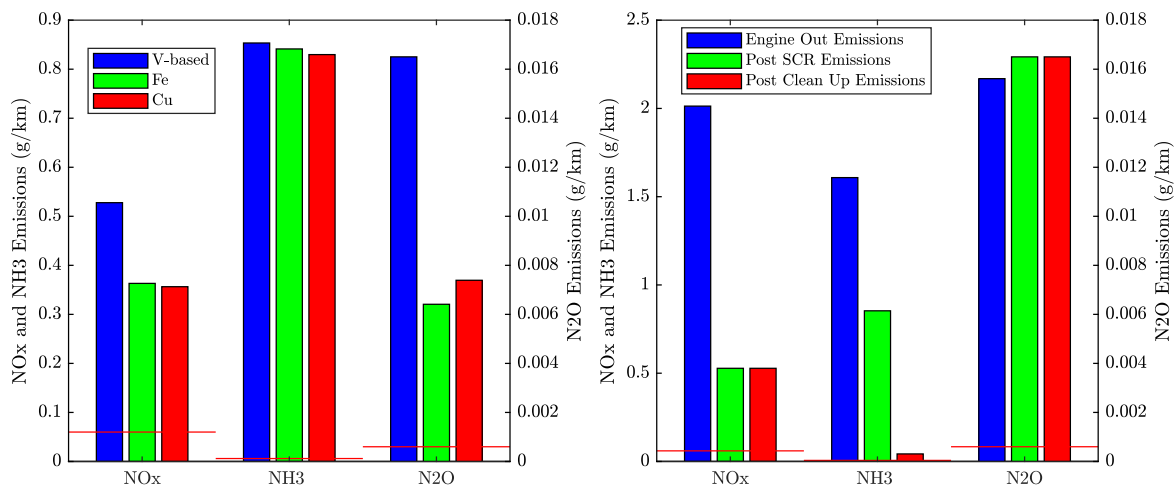 0.9
0.8
0.7
0.6
0.5
0.4
0.3
0.2
0.1
0
NOx and NH3 Emissions (g/km)
V-based
Fe
Cu
NOx
NH3
N2O
0.018
0.016
0.014
0.012
0.01
0.008
0.006
0.004
0.002
0
N2O Emissions (g/km)
2.5
2
1.5
1
0.5
0
NOx and NH3 Emissions (g/km)
Engine Out Emissions
Post SCR Emissions
Post Clean Up Emissions
NOx
NH3
N2O
0.018
0.016
0.014
0.012
0.01
0.008
0.006
0.004
0.002
0
N2O Emissions (g/km)